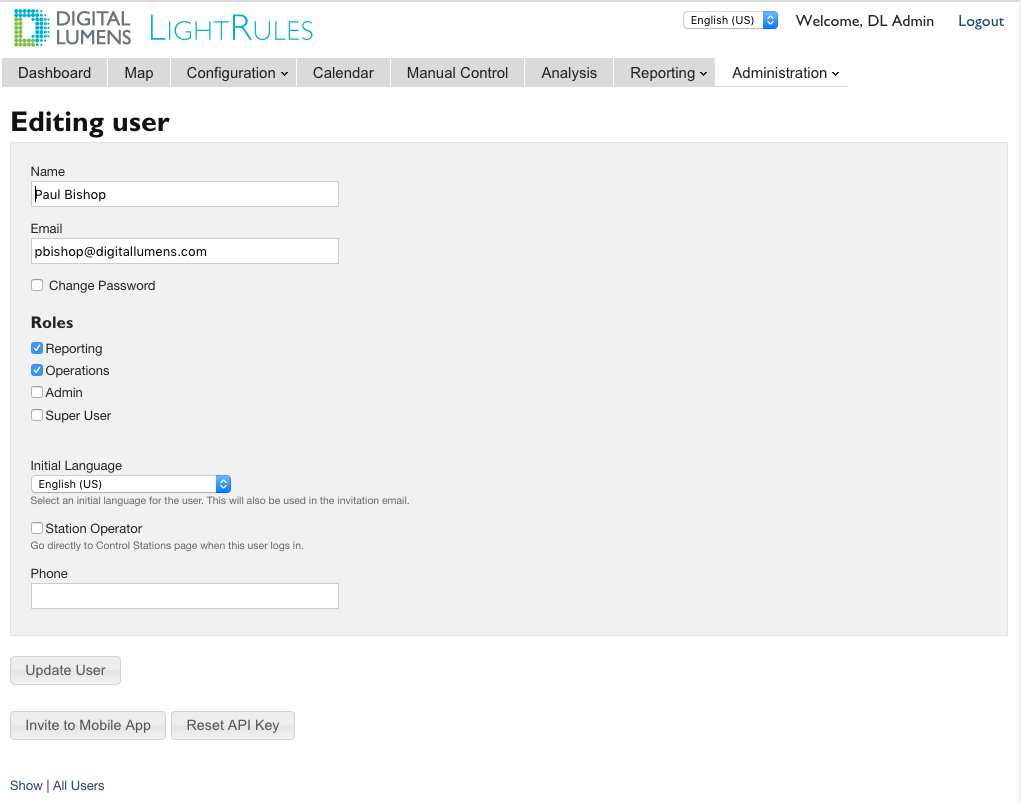 DIGITAL LUMENS LIGHTRULES
English (US) Welcome, DL Admin Logout
Dashboard Map Configuration Calendar Manual Control Analysis Reporting Administration
Editing user
Name
Paul Bishop
Email
pbishop@digitallumens.com
Change Password
Roles
Reporting
Operations
Admin
Super User
Initial Language
English (US)
Select an initial language for the user. This will also be used in the invitation email.
Station Operator
Go directly to Control Stations page when this user logs in.
Phone
Update User
Invite to Mobile App Reset API Key
Show | All Users